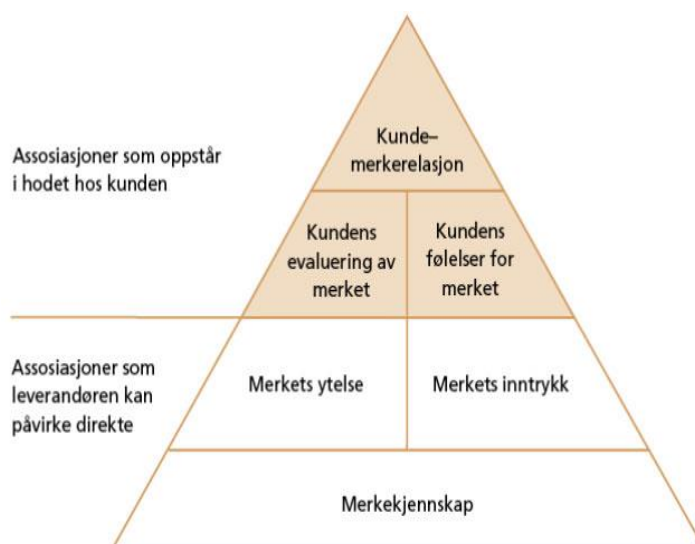 Kunde–
merkerelasjon
Assosiasjoner som oppstår
i hodet hos kunden
Kundens
evaluering av
merket
Kundens
følelser for
merket
Assosiasjoner som
leverandøren kan
påvirke direkte
Merkets ytelse
Merkets inntrykk
Merkekjennskap